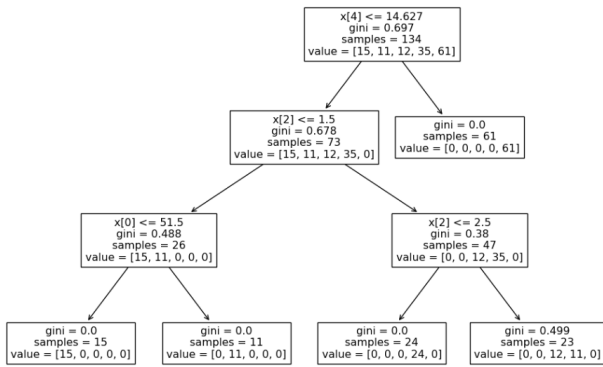 x[4] <= 14.627
gini = 0.697
samples = 134
value = [15, 11, 12, 35, 61]
x[2] <= 1.5
gini = 0.678
samples = 73
value = [15, 11, 12, 35, 0]
gini = 0.0
samples = 61
value = [0, 0, 0, 0, 61]
x[0] <= 51.5
gini = 0.488
samples = 26
value = [15, 11, 0, 0, 0]
x[2] <= 2.5
gini = 0.38
samples = 47
value = [0, 0, 12, 35, 0]
gini = 0.0
samples = 15
value = [15, 0, 0, 0, 0]
gini = 0.0
samples = 11
value = [0, 11, 0, 0, 0]
gini = 0.0
samples = 24
value = [0, 0, 0, 24, 0]
gini = 0.499
samples = 23
value = [0, 0, 12, 11, 0]